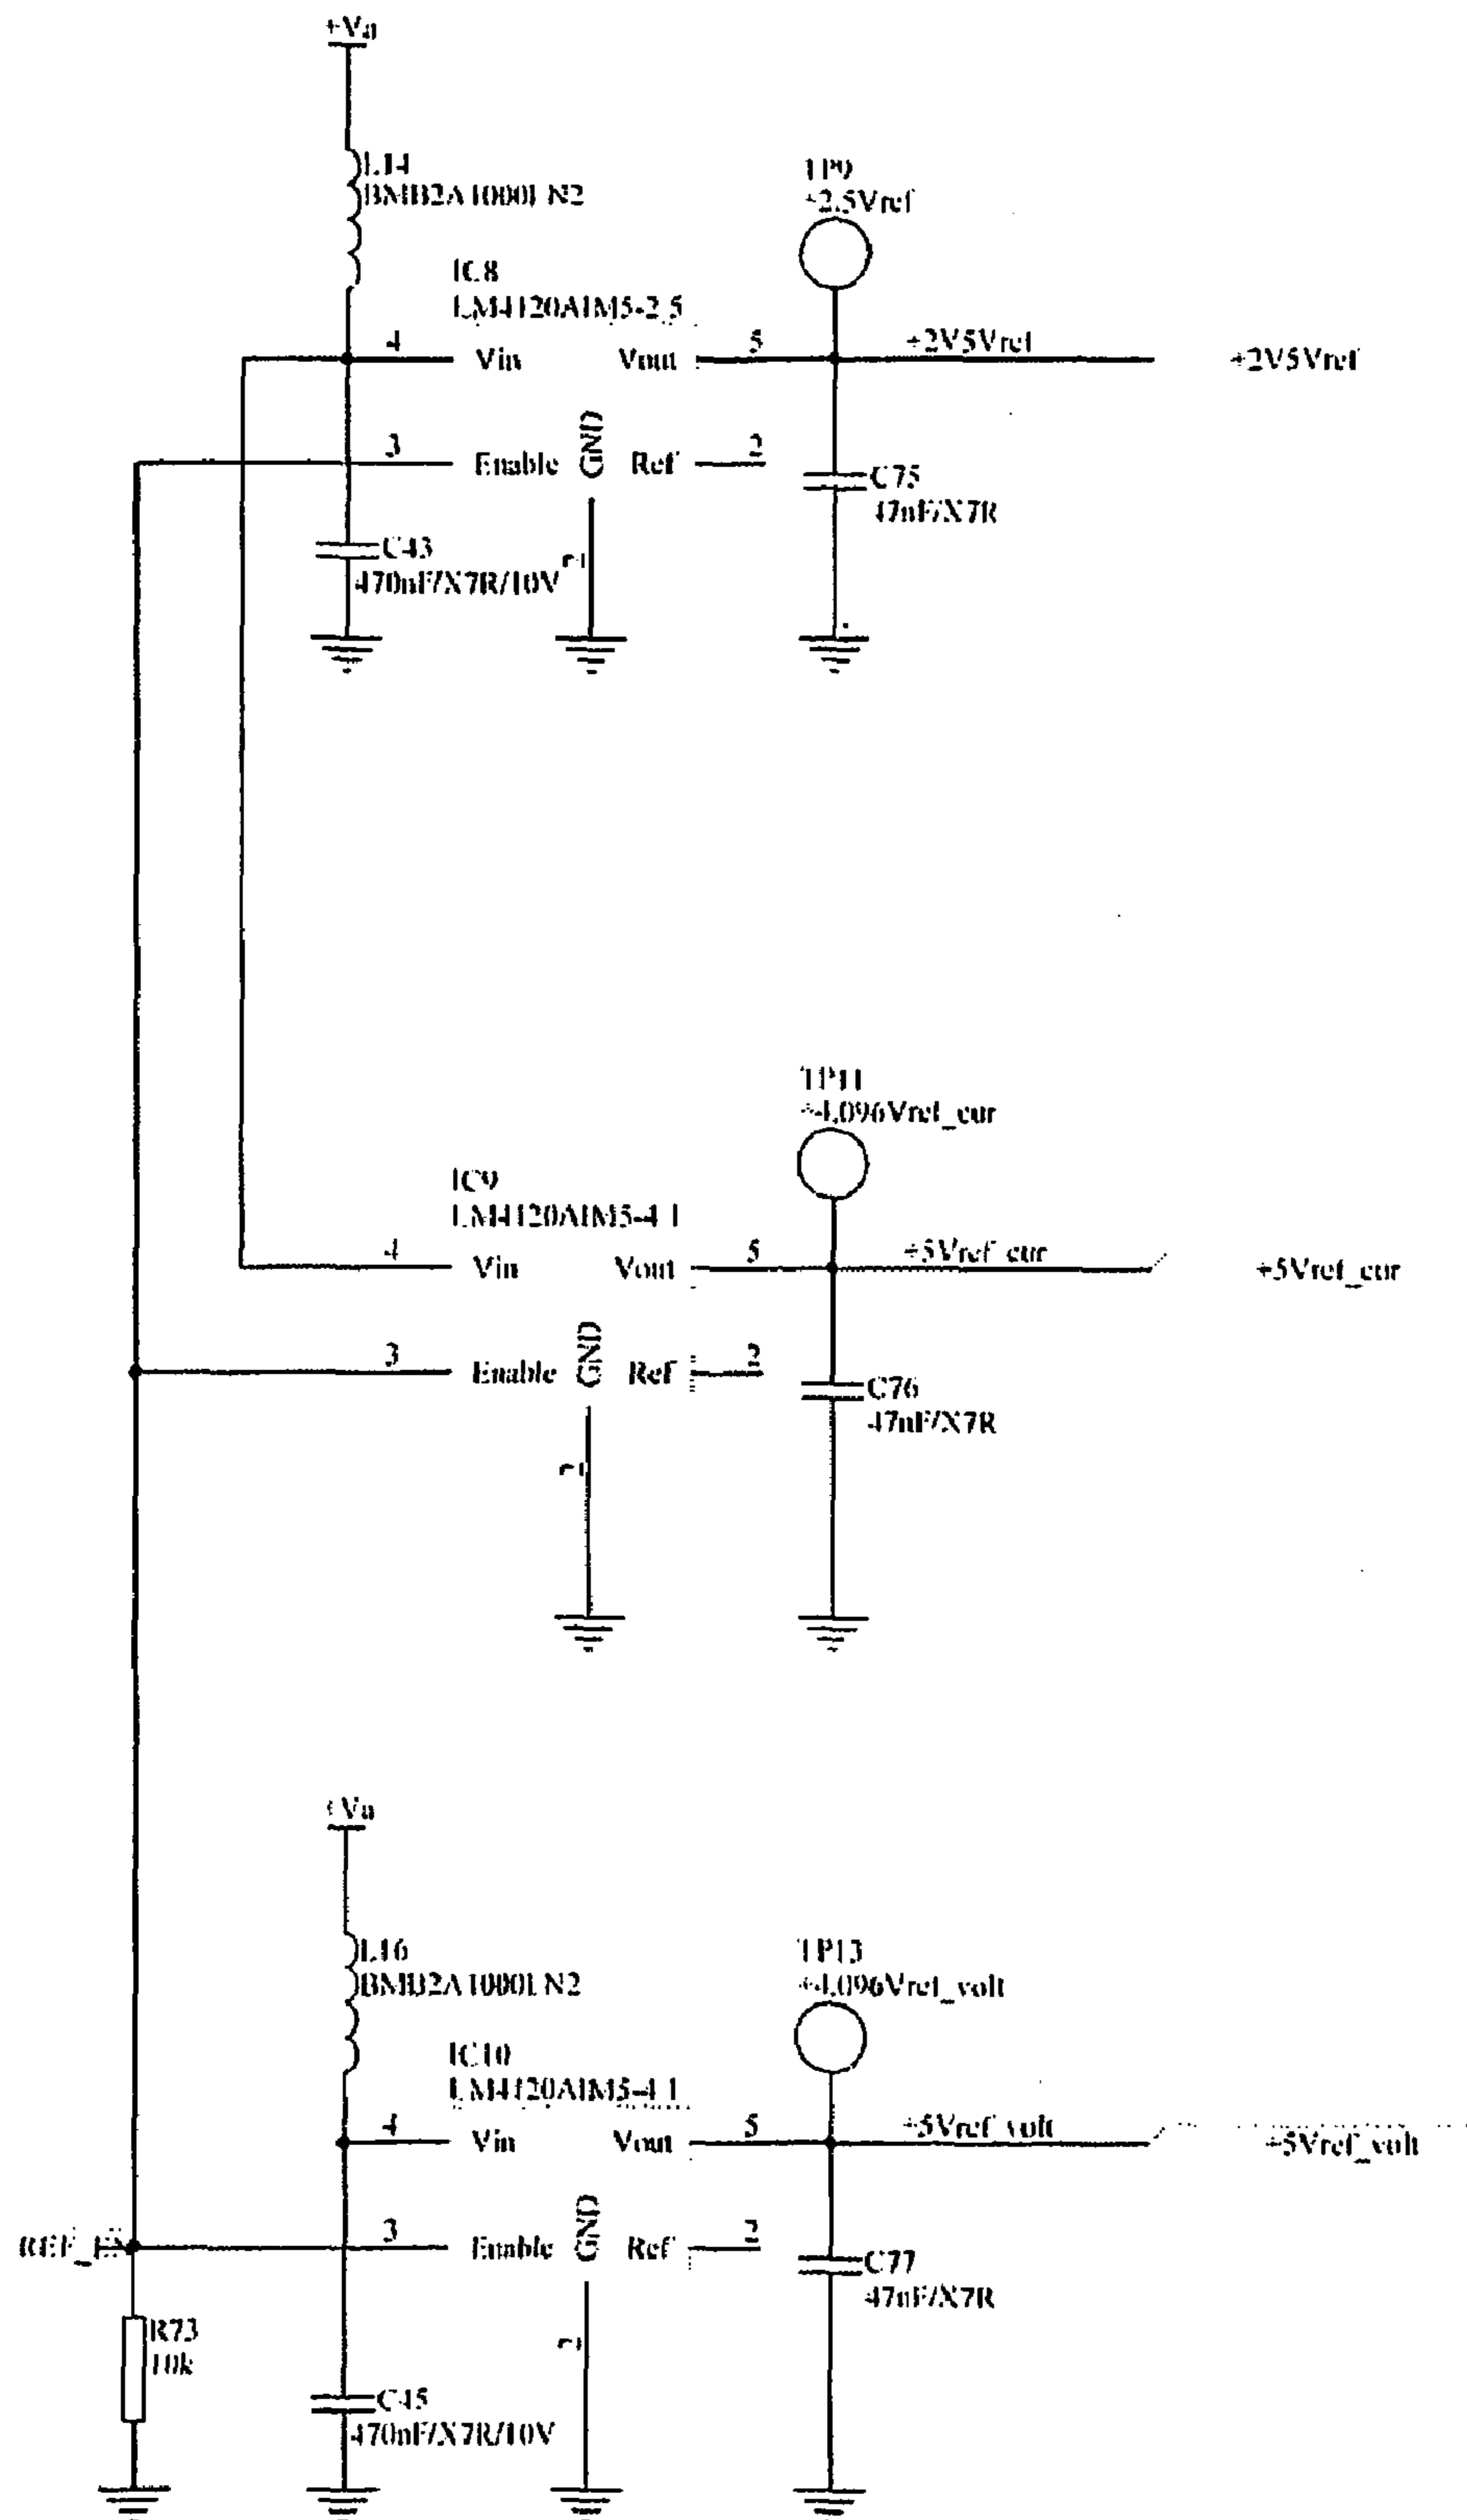 +Va
L14
BMB2A1000LN2
TP9
+2.5Vref
IC8
LM4120AIM5-2.5
4 Vin Vout 5 +2V5Vref +2V5Vref
3 Enable GND Ref 2
C75
47nF/X7R
C43
470nF/X7R/10V
2
TP11
+4.096Vref_cur
IC9
LM4120AIM5-4.1
4 Vin Vout 5 +5Vref_cur +5Vref_cur
3 Enable GND Ref 2
C76
47nF/X7R
2
+Va
L16
BMB2A1000LN2
TP13
+4.096Vref_volt
IC10
LM4120AIM5-4.1
4 Vin Vout 5 +5Vref_volt +5Vref_volt
REF_EN 3 Enable GND Ref 2
C77
47nF/X7R
R73
10k
2
C45
470nF/X7R/10V